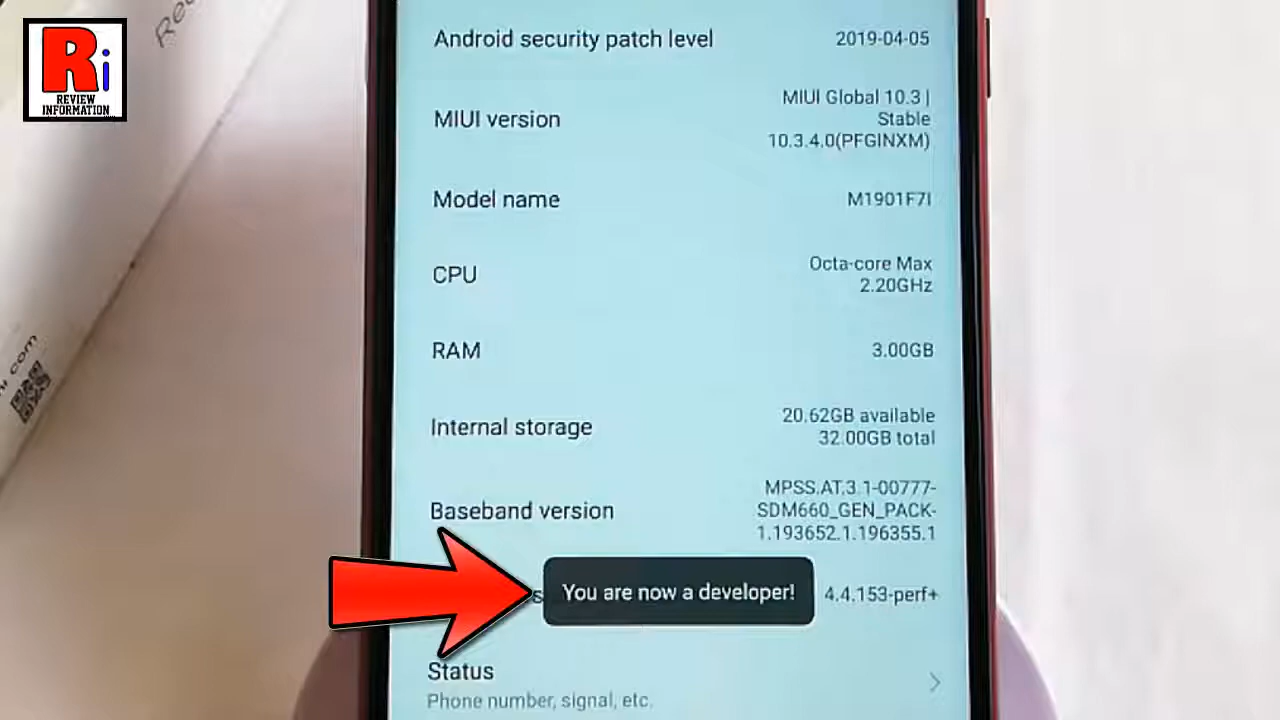 Ri
REVIEW
INFORMATION
Android security patch level 2019-04-05
MIUI version
MIUI Global 10.3 |
Stable
10.3.4.0(PFGINXM)
Model name M1901F7I
CPU
Octa-core Max
2.20GHz
RAM 3.00GB
Internal storage
20.62GB available
32.00GB total
Baseband version
MPSS.AT.3.1-00777-
SDM660_GEN_PACK-
1.193652.1.196355.1
You are now a developer!
4.4.153-perf+
Status
Phone number, signal, etc.